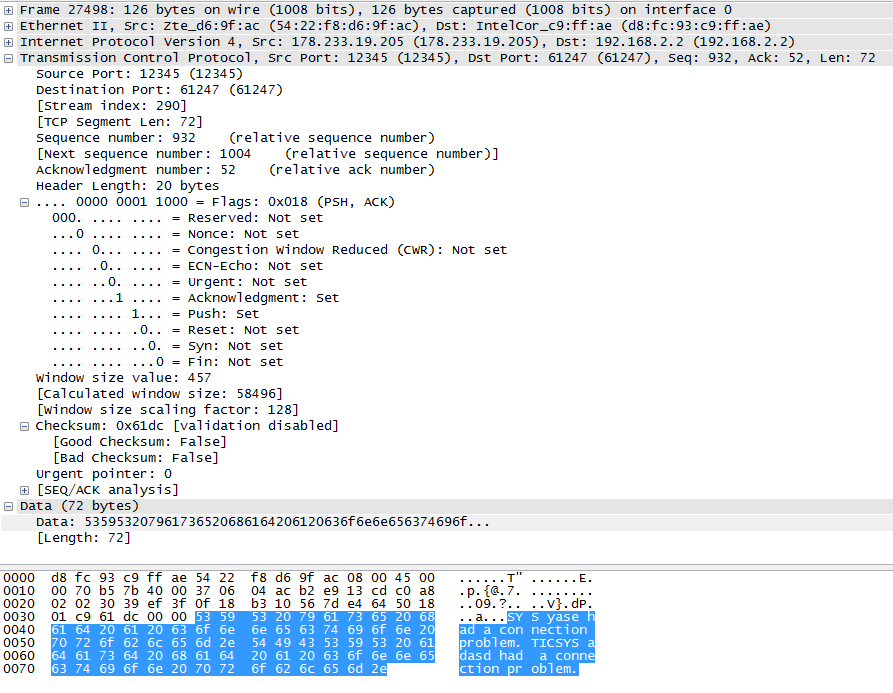 Frame 27498: 126 bytes on wire (1008 bits), 126 bytes captured (1008 bits) on interface 0
Ethernet II, Src: Zte_d6:9f:ac (54:22:f8:d6:9f:ac), Dst: IntelCor_c9:ff:ae (d8:fc:93:c9:ff:ae)
Internet Protocol Version 4, Src: 178.233.19.205 (178.233.19.205), Dst: 192.168.2.2 (192.168.2.2)
Transmission Control Protocol, Src Port: 12345 (12345), Dst Port: 61247 (61247), Seq: 932, Ack: 52, Len: 72
Source Port: 12345 (12345)
Destination Port: 61247 (61247)
[Stream index: 290]
[TCP Segment Len: 72]
Sequence number: 932    (relative sequence number)
[Next sequence number: 1004    (relative sequence number)]
Acknowledgment number: 52    (relative ack number)
Header Length: 20 bytes
.... 0000 0001 1000 = Flags: 0x018 (PSH, ACK)
000. .... .... = Reserved: Not set
...0 .... .... = Nonce: Not set
.... 0... .... = Congestion Window Reduced (CWR): Not set
.... .0.. .... = ECN-Echo: Not set
.... ..0. .... = Urgent: Not set
.... ...1 .... = Acknowledgment: Set
.... .... 1... = Push: Set
.... .... .0.. = Reset: Not set
.... .... ..0. = Syn: Not set
.... .... ...0 = Fin: Not set
Window size value: 457
[Calculated window size: 58496]
[Window size scaling factor: 128]
Checksum: 0x61dc [validation disabled]
[Good Checksum: False]
[Bad Checksum: False]
Urgent pointer: 0
[SEQ/ACK analysis]
Data (72 bytes)
Data: 535953207961736520686164206120636f6e6e656374696f...
[Length: 72]
0000  d8 fc 93 c9 ff ae 54 22  f8 d6 9f ac 08 00 45 00   ......T" ......E.
0010  00 70 b5 7b 40 00 37 06  04 ac b2 e9 13 cd c0 a8   .p.{@.7. ........
0020  02 02 30 39 ef 3f 0f 18  b3 10 56 7d e4 64 50 18   ..09.?.. ..V}.dP.
0030  01 c9 61 dc 00 00 53 59  53 20 79 61 73 65 20 68   ..a...SY S yase h
0040  61 64 20 61 20 63 6f 6e  6e 65 63 74 69 6f 6e 20   ad a con nection
0050  70 72 6f 62 6c 65 6d 2e  54 49 43 53 59 53 20 61   problem. TICSYS a
0060  64 61 73 64 20 68 61 64  20 61 20 63 6f 6e 6e 65   dasd had  a conne
0070  63 74 69 6f 6e 20 70 72  6f 62 6c 65 6d 2e   ction pr oblem.